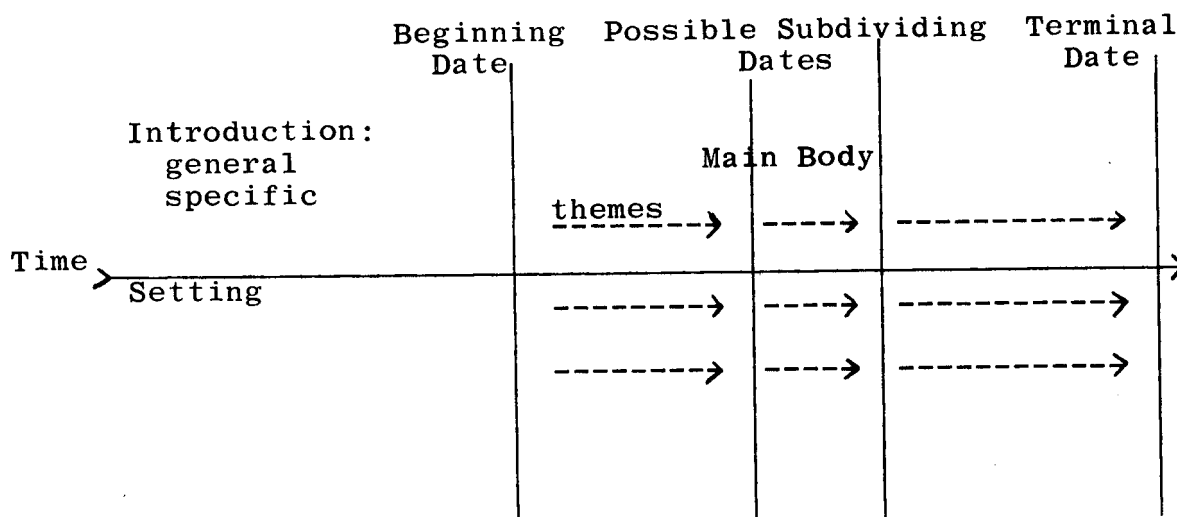 Beginning Date
Possible Subdividing Dates
Terminal Date
Introduction:
general
specific
Main Body
themes
Time
Setting